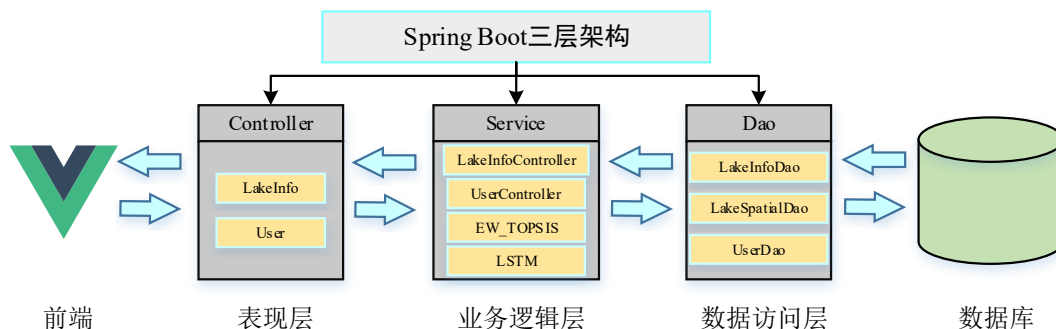 Spring Boot三层架构
Controller
LakeInfo
User
Service
LakeInfoController
UserController
EW_TOPSIS
LSTM
Dao
LakeInfoDao
LakeSpatialDao
UserDao
前端
表现层
业务逻辑层
数据访问层
数据库